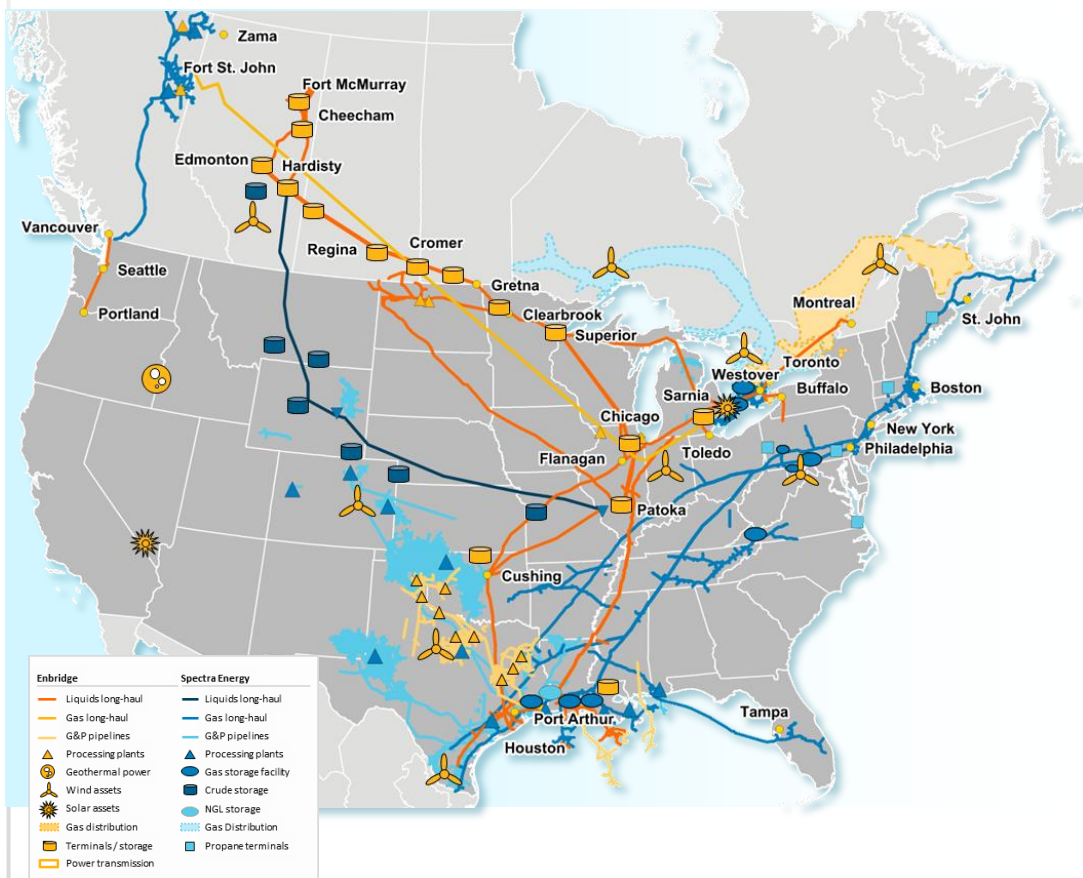 Zama
Fort St. John
Fort McMurray
Cheecham
Edmonton
Hardisty
Vancouver
Regina
Cromer
Seattle
Gretna
Portland
Clearbrook
Superior
Montreal
St. John
Toronto
Westover
Buffalo
Sarnia
Boston
Chicago
New York
Flanagan
Toledo
Philadelphia
Patoka
Cushing
Port Arthur
Tampa
Houston
Enbridge
Liquids long-haul
Gas long-haul
G&P pipelines
Processing plants
Geothermal power
Wind assets
Solar assets
Gas distribution
Terminals / storage
Power transmission
Spectra Energy
Liquids long-haul
Gas long-haul
G&P pipelines
Processing plants
Gas storage facility
Crude storage
NGL storage
Gas Distribution
Propane terminals